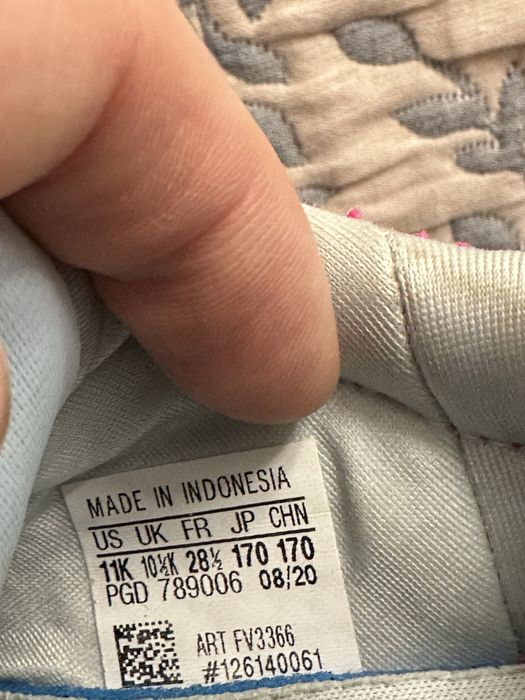 MADE IN INDONESIA
US UK FR JP CHN
11K 10½K 28½ 170 170
PGD 789006 08/20
ART FV3366
#126140061